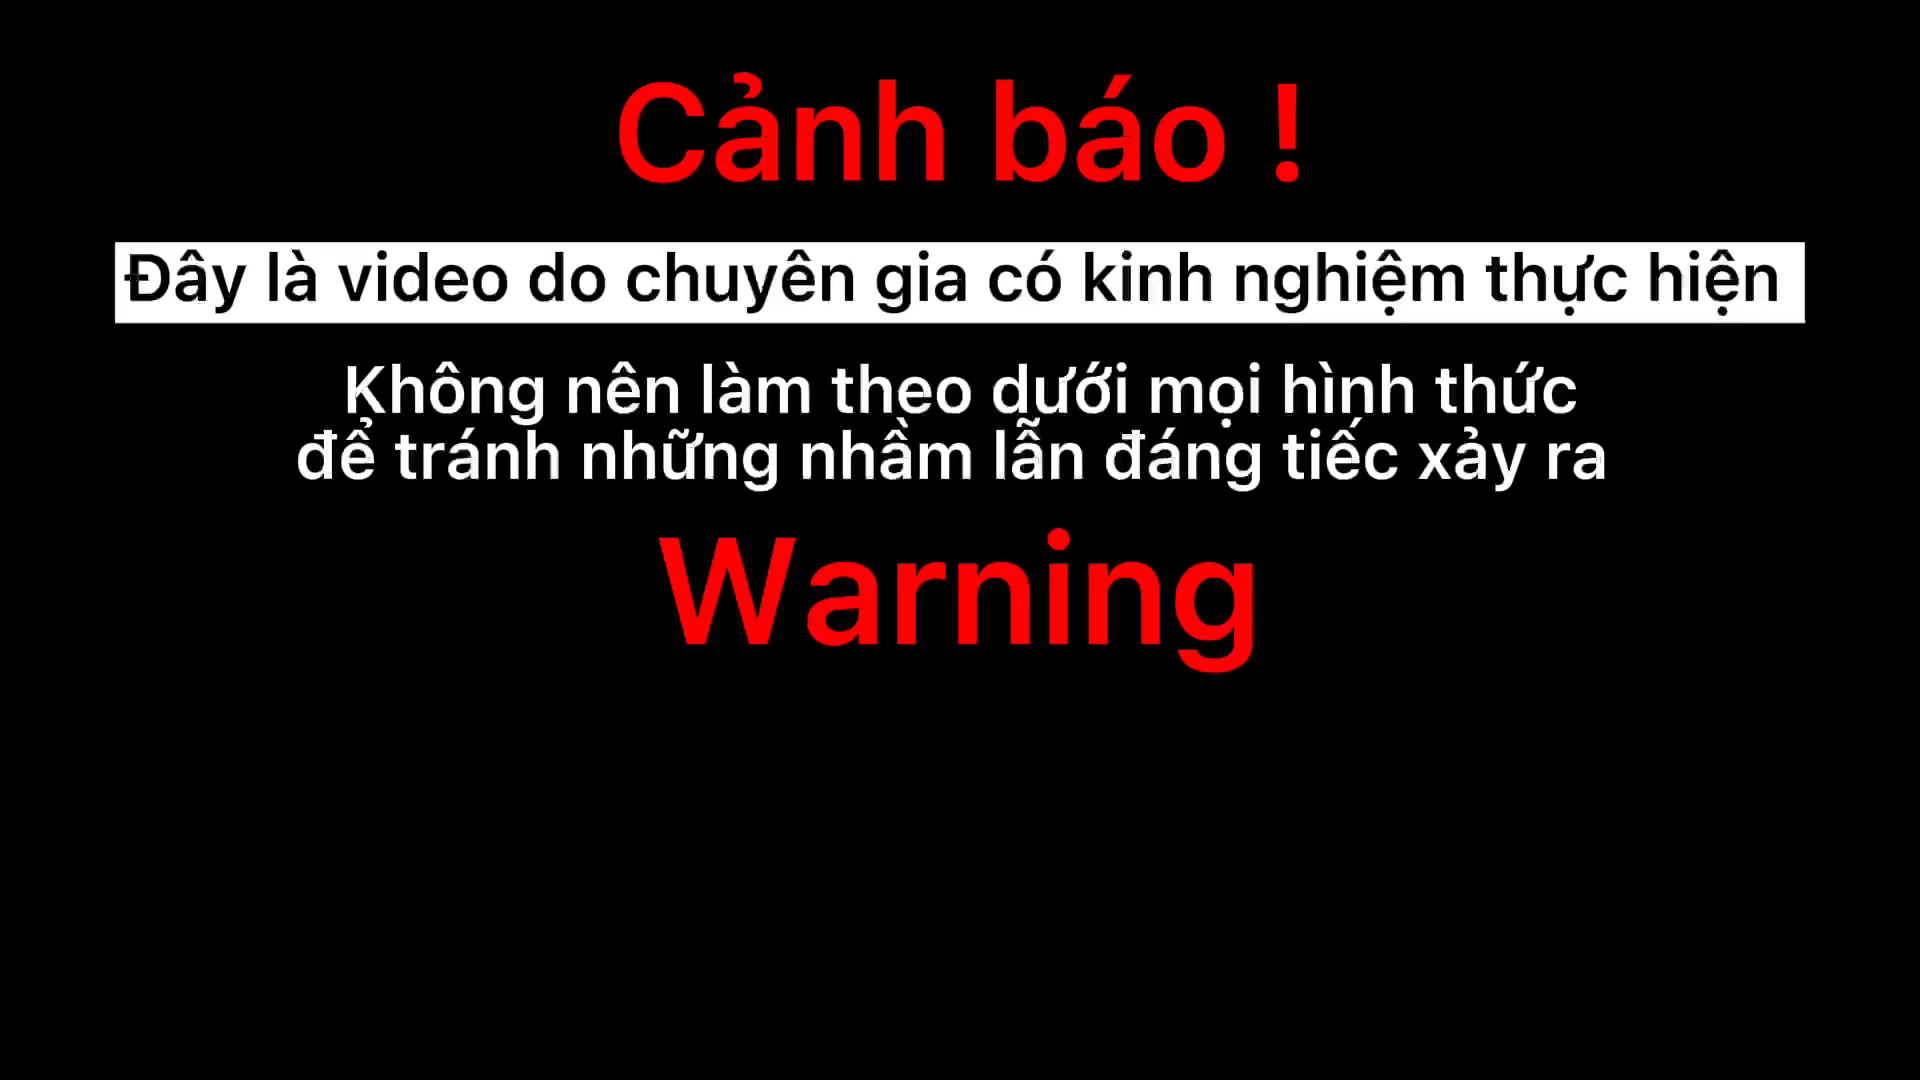 Cảnh báo !
Đây là video do chuyên gia có kinh nghiệm thực hiện
Không nên làm theo dưới mọi hình thức
để tránh những nhầm lẫn đáng tiếc xảy ra
Warning